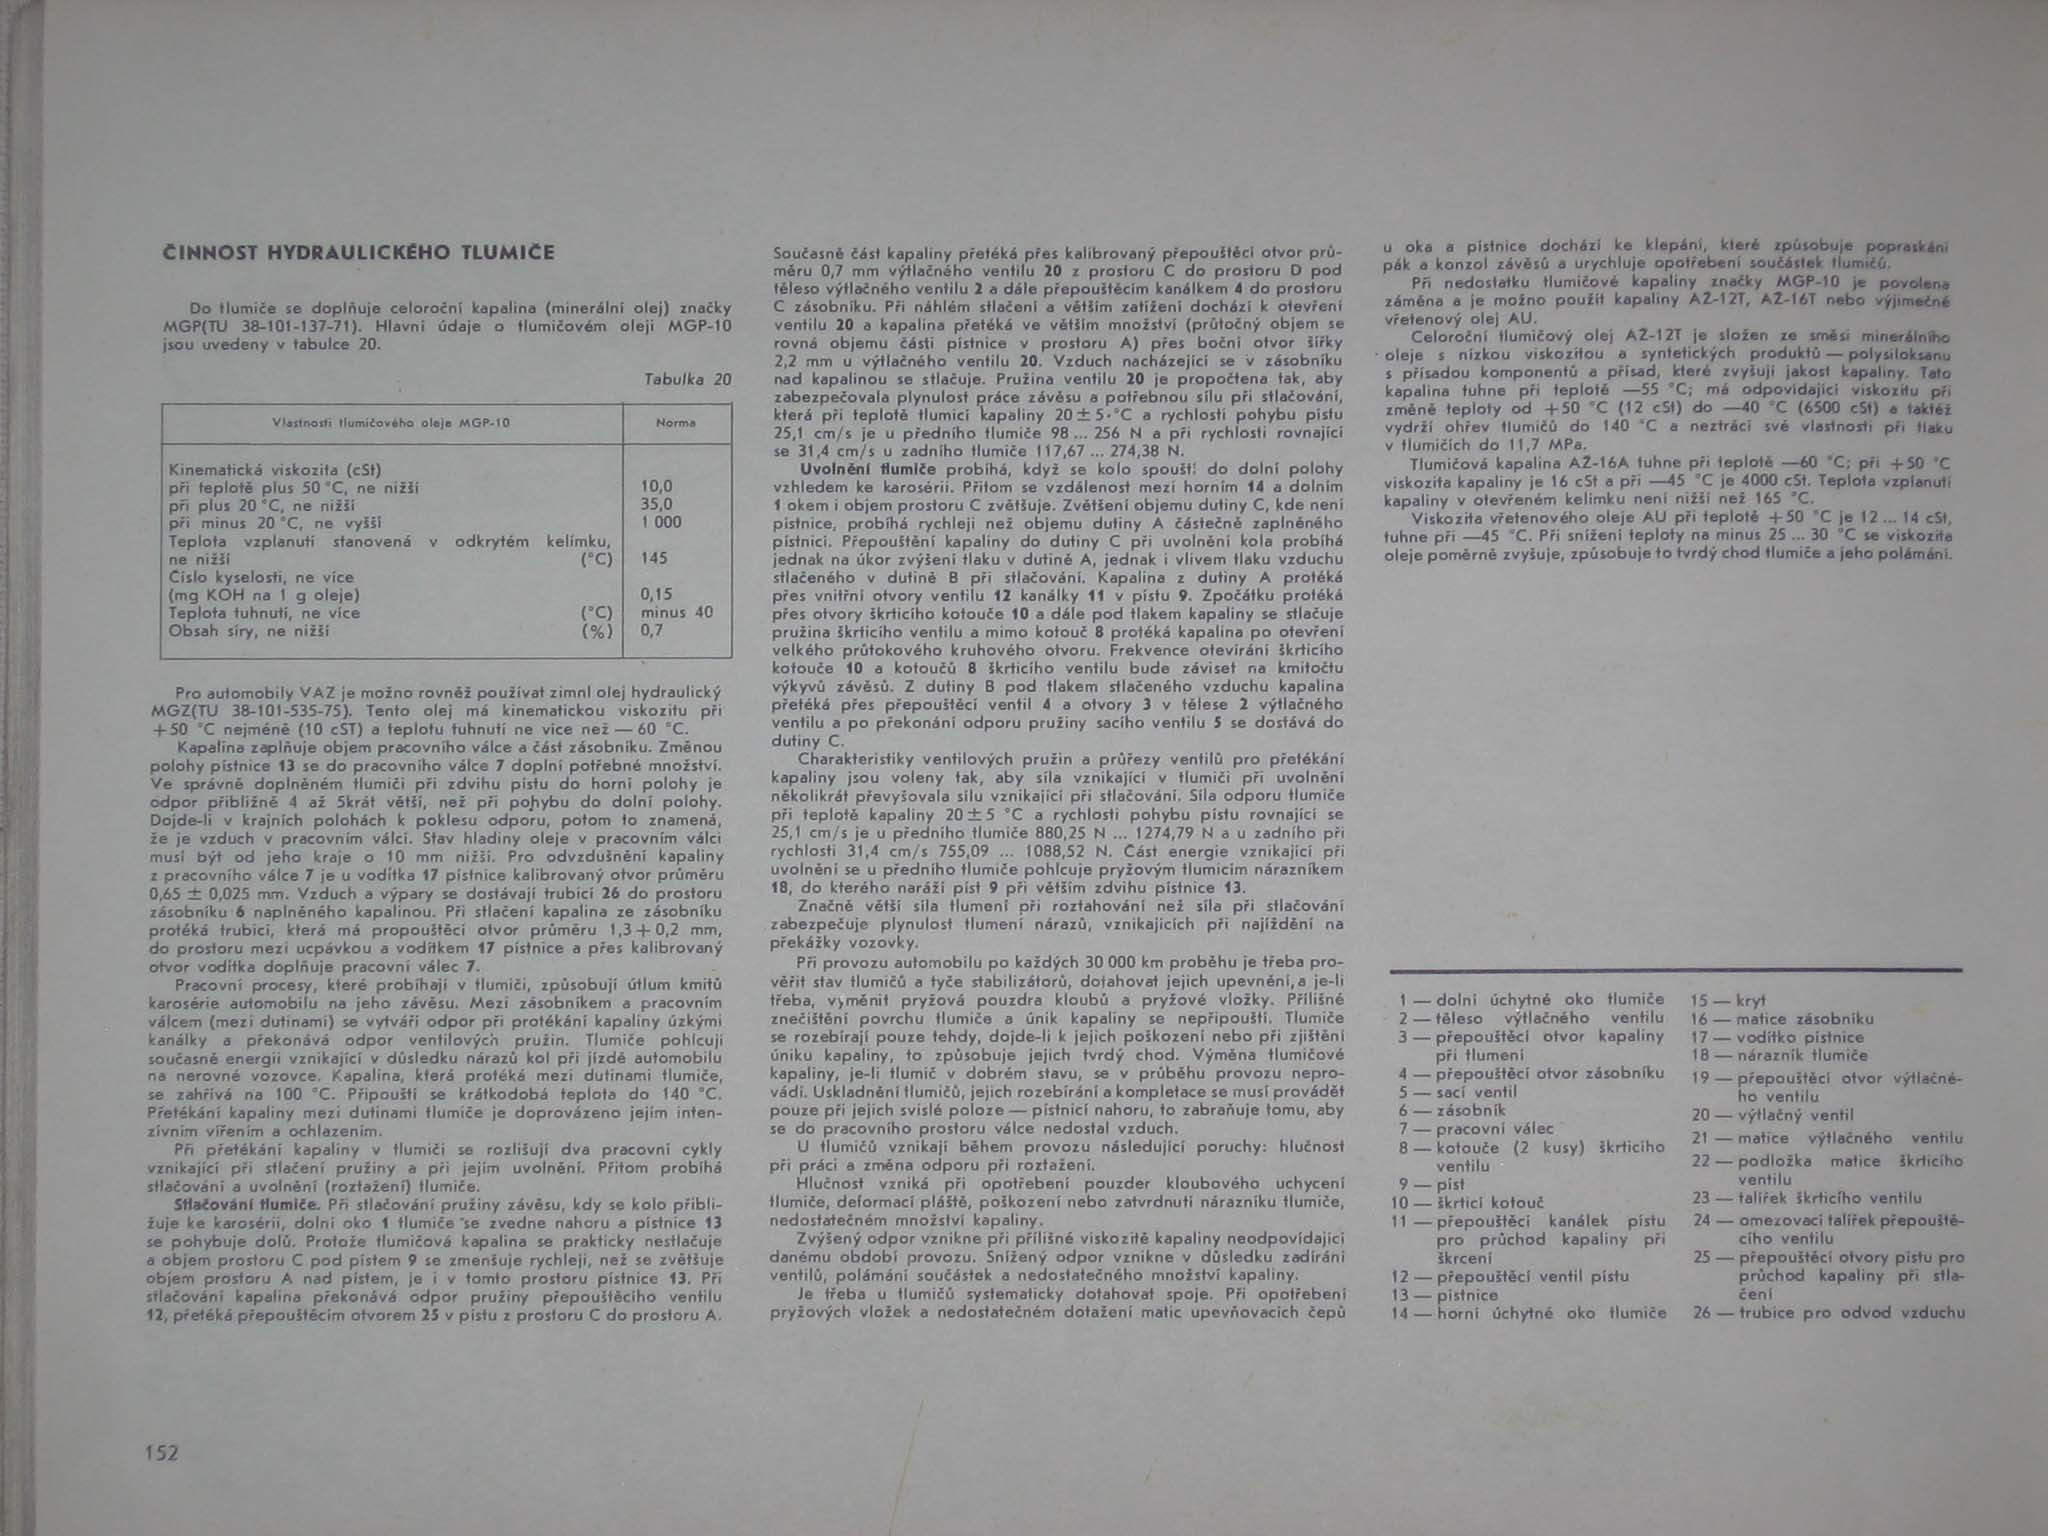 ČINNOST HYDRAULICKÉHO TLUMIČE
Do tlumiče se doplňuje celoroční kapalina (minerální olej) značky
MGP(TU 38-101-137-71). Hlavní údaje o tlumičovém oleji MGP-10
jsou uvedeny v tabulce 20.
Tabulka 20
Vlastnosti tlumičového oleje MGP-10 Norma
Kinematická viskozita (cSt)
při teplotě plus 50 °C, ne nižší 10,0
při plus 20 °C, ne nižší 35,0
při minus 20 °C, ne vyšší 1 000
Teplota vzplanutí stanovená v odkrytém kelímku,
ne nižší (°C) 145
Číslo kyselosti, ne více
(mg KOH na 1 g oleje) 0,15
Teplota tuhnutí, ne více (°C) minus 40
Obsah síry, ne nižší (%) 0,7
Pro automobily VAZ je možno rovněž používat zimní olej hydraulický
MGZ(TU 38-101-535-75). Tento olej má kinematickou viskozitu při
+50 °C nejméně (10 cST) a teplotu tuhnutí ne více než — 60 °C.
Kapalina zaplňuje objem pracovního válce a část zásobníku. Změnou
polohy pístnice 13 se do pracovního válce 7 doplní potřebné množství.
Ve správně doplněném tlumiči při zdvihu pístu do horní polohy je
odpor přibližně 4 až 5krát větší, než při pohybu do dolní polohy.
Dojde-li v krajních polohách k poklesu odporu, potom to znamená,
že je vzduch v pracovním válci. Stav hladiny oleje v pracovním válci
musí být od jeho kraje o 10 mm nižší. Pro odvzdušnění kapaliny
z pracovního válce 7 je u vodítka 17 pístnice kalibrovaný otvor průměru
0,65 ± 0,025 mm. Vzduch a výpary se dostávají trubicí 26 do prostoru
zásobníku 6 naplněného kapalinou. Při stlačení kapalina ze zásobníku
protéká trubicí, která má propouštěcí otvor průměru 1,3+0,2 mm,
do prostoru mezi ucpávkou a vodítkem 17 pístnice a přes kalibrovaný
otvor vodítka doplňuje pracovní válec 7.
Pracovní procesy, které probíhají v tlumiči, způsobují útlum kmitů
karosérie automobilu na jeho závěsu. Mezi zásobníkem a pracovním
válcem (mezi dutinami) se vytváří odpor při protékání kapaliny úzkými
kanálky a překonává odpor ventilových pružin. Tlumiče pohlcují
současně energii vznikající v důsledku nárazů kol při jízdě automobilu
na nerovné vozovce. Kapalina, která protéká mezi dutinami tlumiče,
se zahřívá na 100 °C. Připouští se krátkodobá teplota do 140 °C.
Přetékání kapaliny mezi dutinami tlumiče je doprovázeno jejím inten-
zívním vířením a ochlazením.
Při přetékání kapaliny v tlumiči se rozlišují dva pracovní cykly
vznikající při stlačení pružiny a při jejím uvolnění. Přitom probíhá
stlačování a uvolnění (roztažení) tlumiče.
Stlačování tlumiče. Při stlačování pružiny závěsu, kdy se kolo přibli-
žuje ke karosérii, dolní oko 1 tlumiče se zvedne nahoru a pístnice 13
se pohybuje dolů. Protože tlumičová kapalina se prakticky nestlačuje
a objem prostoru C pod pístem 9 se zmenšuje rychleji, než se zvětšuje
objem prostoru A nad pístem, je i v tomto prostoru pístnice 13. Při
stlačování kapalina překonává odpor pružiny přepouštěcího ventilu
12, přetéká přepouštěcím otvorem 25 v pístu z prostoru C do prostoru A.
152
Současně část kapaliny přetéká přes kalibrovaný přepouštěcí otvor prů-
měru 0,7 mm výtlačného ventilu 20 z prostoru C do prostoru D pod
těleso výtlačného ventilu 2 a dále přepouštěcím kanálkem 4 do prostoru
C zásobníku. Při náhlém stlačení a větším zatížení dochází k otevření
ventilu 20 a kapalina přetéká ve větším množství (průtočný objem se
rovná objemu části pístnice v prostoru A) přes boční otvor šířky
2,2 mm u výtlačného ventilu 20. Vzduch nacházející se v zásobníku
nad kapalinou se stlačuje. Pružina ventilu 20 je propočtena tak, aby
zabezpečovala plynulost práce závěsu a potřebnou sílu při stlačování,
která při teplotě tlumicí kapaliny 20±5 °C a rychlosti pohybu pístu
25,1 cm/s je u předního tlumiče 98 ... 256 N a při rychlosti rovnající
se 31,4 cm/s u zadního tlumiče 117,67 ... 274,38 N.
Uvolnění tlumiče probíhá, když se kolo spouští do dolní polohy
vzhledem ke karosérii. Přitom se vzdálenost mezi horním 14 a dolním
1 okem i objem prostoru C zvětšuje. Zvětšení objemu dutiny C, kde není
pístnice, probíhá rychleji než objemu dutiny A částečně zaplněného
pístnicí. Přepouštění kapaliny do dutiny C při uvolnění kola probíhá
jednak na úkor zvýšení tlaku v dutině A, jednak i vlivem tlaku vzduchu
stlačeného v dutině B při stlačování. Kapalina z dutiny A protéká
přes vnitřní otvory ventilu 12 kanálky 11 v pístu 9. Zpočátku protéká
přes otvory škrticího kotouče 10 a dále pod tlakem kapaliny se stlačuje
pružina škrticího ventilu a mimo kotouč 8 protéká kapalina po otevření
velkého průtokového kruhového otvoru. Frekvence otevírání škrticího
kotouče 10 a kotoučů 8 škrticího ventilu bude záviset na kmitočtu
výkyvů závěsů. Z dutiny B pod tlakem stlačeného vzduchu kapalina
přetéká přes přepouštěcí ventil 4 a otvory 3 v tělese 2 výtlačného
ventilu a po překonání odporu pružiny sacího ventilu 5 se dostává do
dutiny C.
Charakteristiky ventilových pružin a průřezy ventilů pro přetékání
kapaliny jsou voleny tak, aby síla vznikající v tlumiči při uvolnění
několikrát převyšovala sílu vznikající při stlačování. Síla odporu tlumiče
při teplotě kapaliny 20±5 °C a rychlosti pohybu pístu rovnající se
25,1 cm/s je u předního tlumiče 880,25 N ... 1274,79 N a u zadního při
rychlosti 31,4 cm/s 755,09 ... 1088,52 N. Část energie vznikající při
uvolnění se u předního tlumiče pohlcuje pryžovým tlumicím nárazníkem
18, do kterého naráží píst 9 při větším zdvihu pístnice 13.
Značně větší síla tlumení při roztahování než síla při stlačování
zabezpečuje plynulost tlumení nárazů, vznikajících při najíždění na
překážky vozovky.
Při provozu automobilu po každých 30 000 km proběhu je třeba pro-
věřit stav tlumičů a tyče stabilizátorů, dotahovat jejich upevnění, a je-li
třeba, vyměnit pryžová pouzdra kloubů a pryžové vložky. Přílišné
znečištění povrchu tlumiče a únik kapaliny se nepřipouští. Tlumiče
se rozebírají pouze tehdy, dojde-li k jejich poškození nebo při zjištění
úniku kapaliny, to způsobuje jejich tvrdý chod. Výměna tlumičové
kapaliny, je-li tlumič v dobrém stavu, se v průběhu provozu nepro-
vádí. Uskladnění tlumičů, jejich rozebírání a kompletace se musí provádět
pouze při jejich svislé poloze — pístnicí nahoru, to zabraňuje tomu, aby
se do pracovního prostoru válce nedostal vzduch.
U tlumičů vznikají během provozu následující poruchy: hlučnost
při práci a změna odporu při roztažení.
Hlučnost vzniká při opotřebení pouzder kloubového uchycení
tlumiče, deformací pláště, poškození nebo zatvrdnutí nárazníku tlumiče,
nedostatečném množství kapaliny.
Zvýšený odpor vznikne při přílišné viskozitě kapaliny neodpovídající
danému období provozu. Snížený odpor vznikne v důsledku zadírání
ventilů, polámání součástek a nedostatečného množství kapaliny.
Je třeba u tlumičů systematicky dotahovat spoje. Při opotřebení
pryžových vložek a nedostatečném dotažení matic upevňovacích čepů
u oka a pístnice dochází ke klepání, které způsobuje popraskání
pák a konzol závěsů a urychluje opotřebení součástek tlumičů.
Při nedostatku tlumičové kapaliny značky MGP-10 je povolena
záměna a je možno použít kapaliny AŽ-12T, AŽ-16T nebo výjimečně
vřetenový olej AU.
Celoroční tlumičový olej AŽ-12T je složen ze směsi minerálního
oleje s nízkou viskozitou a syntetických produktů — polysiloksanu
s přísadou komponentů a přísad, které zvyšují jakost kapaliny. Tato
kapalina tuhne při teplotě —55 °C; má odpovídající viskozitu při
změně teploty od +50 °C (12 cSt) do —40 °C (6500 cSt) a taktéž
vydrží ohřev tlumičů do 140 °C a neztrácí své vlastnosti při tlaku
v tlumičích do 11,7 MPa.
Tlumičová kapalina AŽ-16A tuhne při teplotě —60 °C; při +50 °C
viskozita kapaliny je 16 cSt a při —45 °C je 4000 cSt. Teplota vzplanutí
kapaliny v otevřeném kelímku není nižší než 165 °C.
Viskozita vřetenového oleje AU při teplotě +50 °C je 12 ... 14 cSt,
tuhne při —45 °C. Při snížení teploty na minus 25 ... 30 °C se viskozita
oleje poměrně zvyšuje, způsobuje to tvrdý chod tlumiče a jeho polámání.
1 — dolní úchytné oko tlumiče
2 — těleso výtlačného ventilu
3 — přepouštěcí otvor kapaliny
při tlumení
4 — přepouštěcí otvor zásobníku
5 — sací ventil
6 — zásobník
7 — pracovní válec
8 — kotouče (2 kusy) škrticího
ventilu
9 — píst
10 — škrticí kotouč
11 — přepouštěcí kanálek pístu
pro průchod kapaliny při
škrcení
12 — přepouštěcí ventil pístu
13 — pístnice
14 — horní úchytné oko tlumiče
15 — kryt
16 — matice zásobníku
17 — vodítko pístnice
18 — nárazník tlumiče
19 — přepouštěcí otvor výtlačné-
ho ventilu
20 — výtlačný ventil
21 — matice výtlačného ventilu
22 — podložka matice škrticího
ventilu
23 — talířek škrticího ventilu
24 — omezovací talířek přepouště-
cího ventilu
25 — přepouštěcí otvory pístu pro
průchod kapaliny při stla-
čení
26 — trubice pro odvod vzduchu